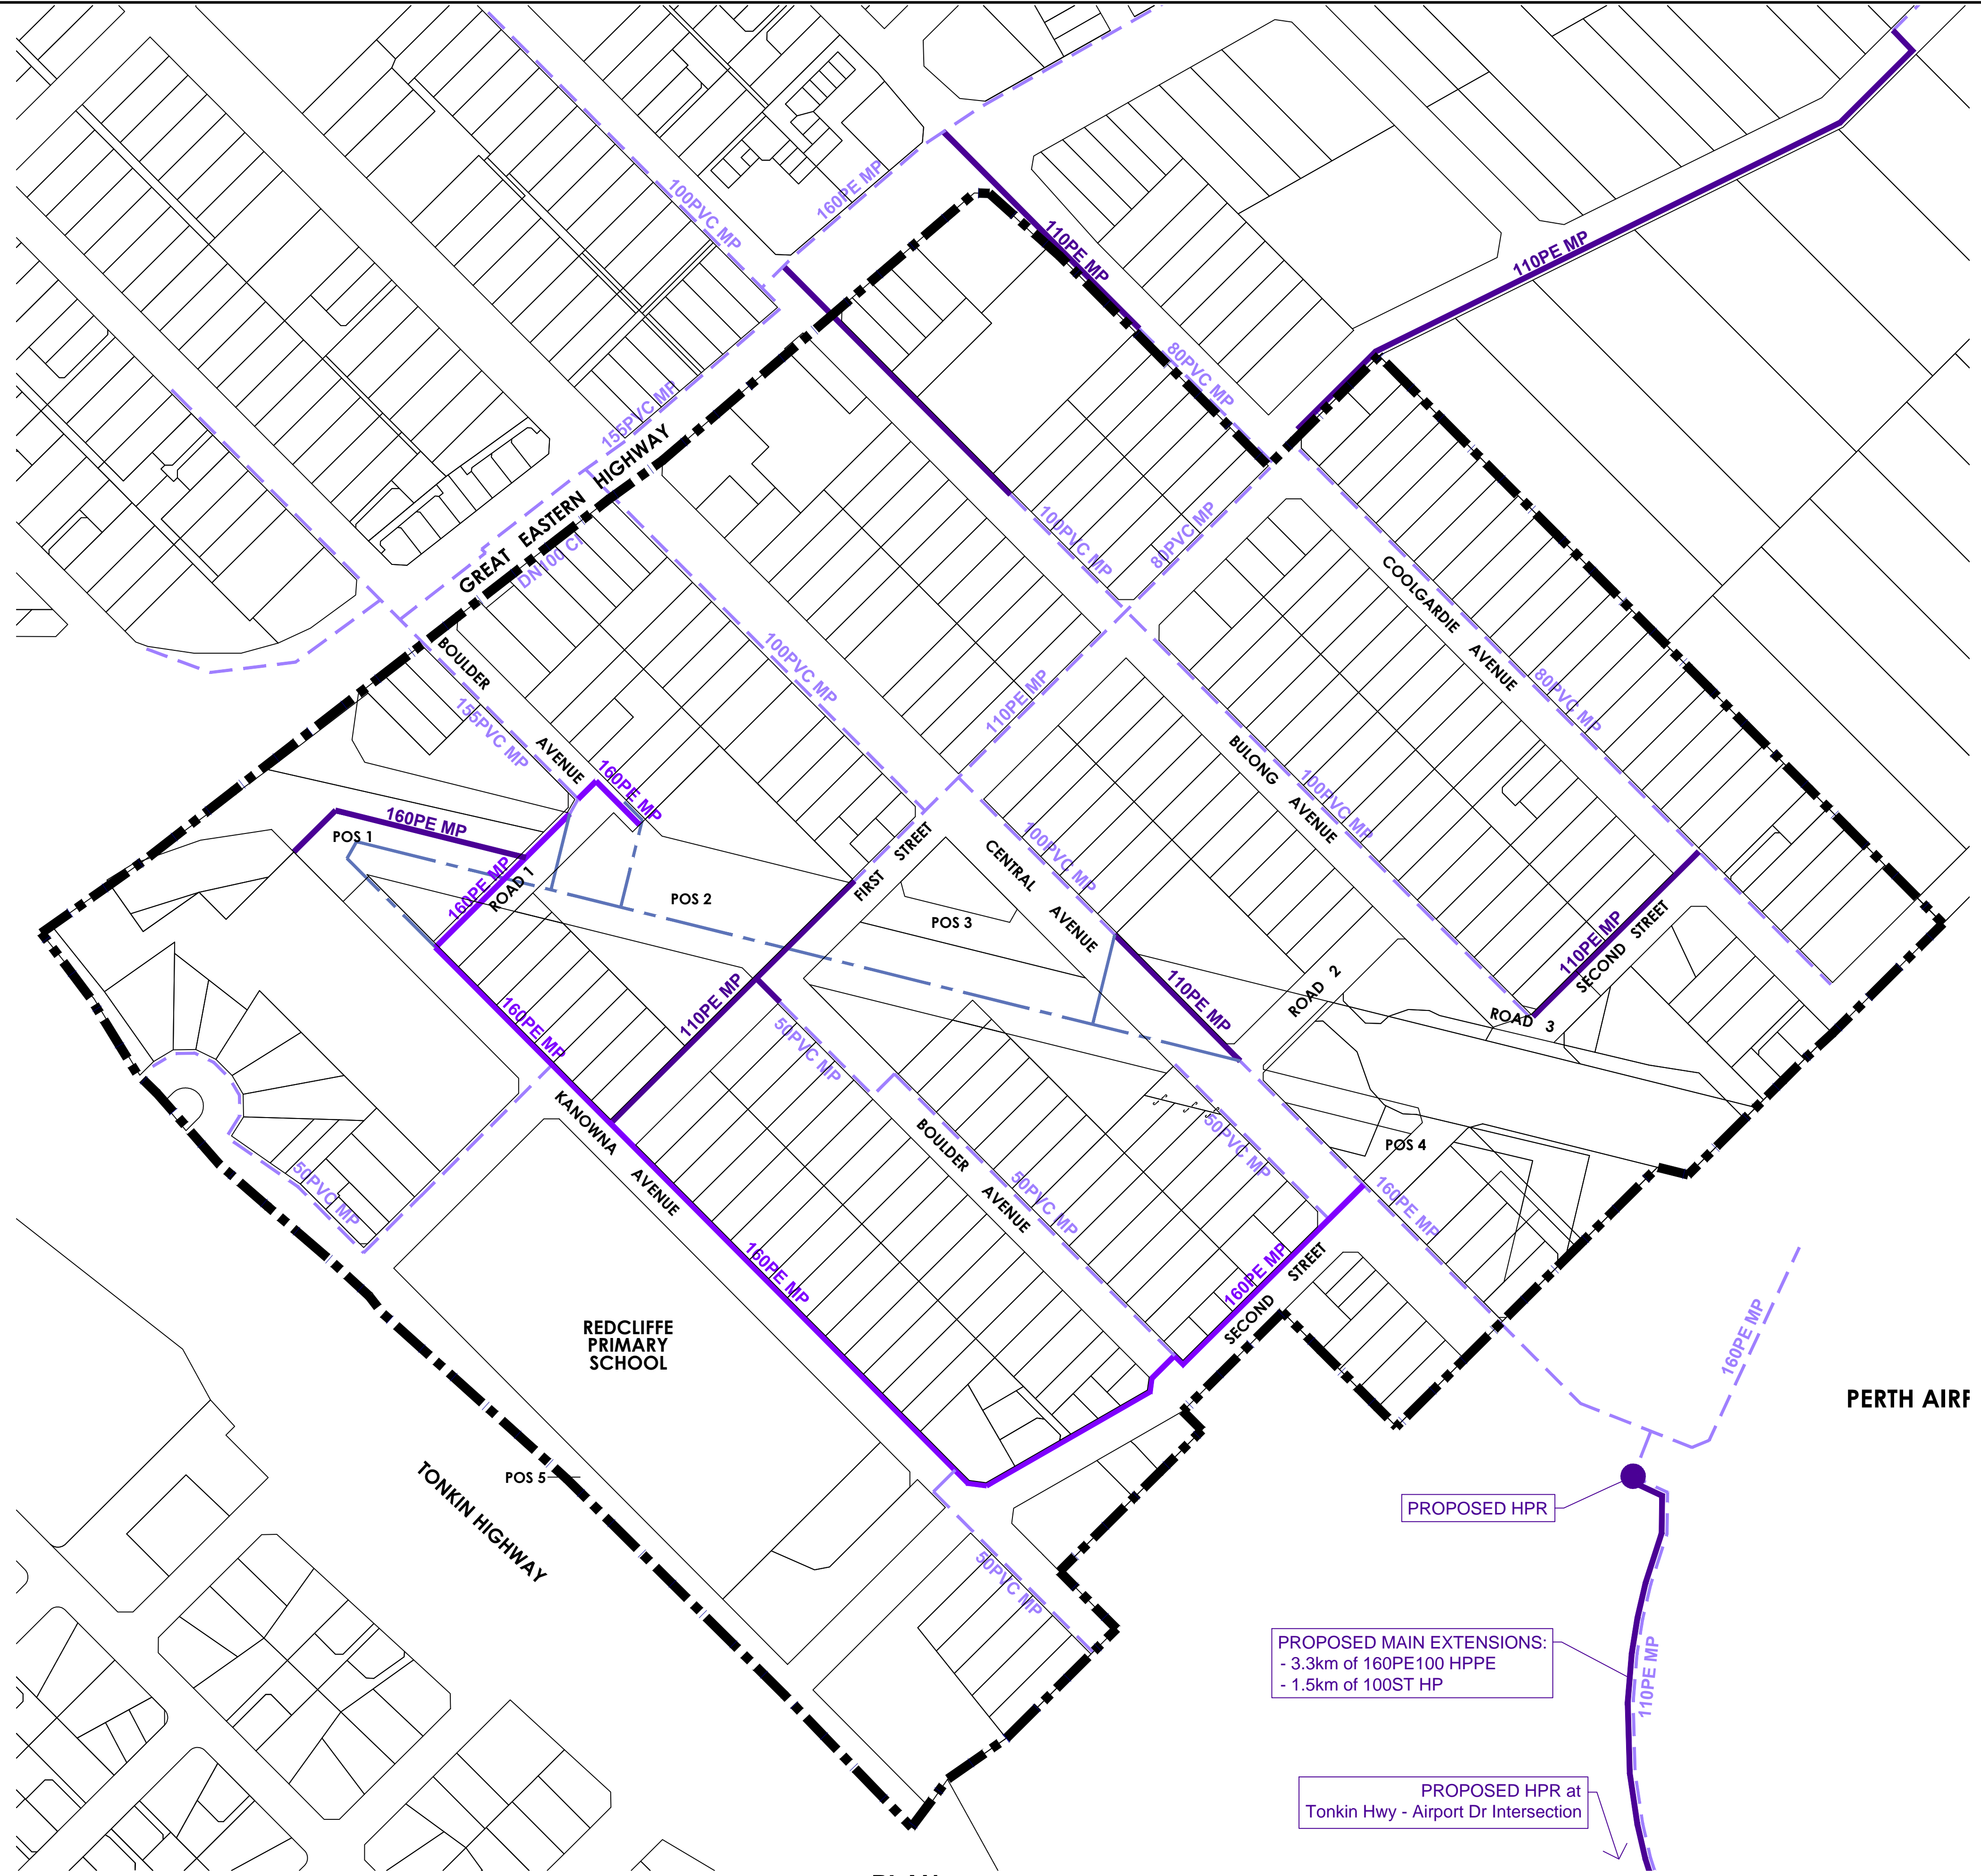 100PVC MP
160PE MP
110PE MP
110PE MP
80PVC MP
155PVC MP
GREAT EASTERN HIGHWAY
DN100 CI
100PVC MP
80PVC MP
COOLGARDIE
AVENUE
80PVC MP
BOULDER
AVENUE
155PVC MP
100PVC MP
110PE MP
BULONG
AVENUE
100PVC MP
160PE MP
160PE MP
POS 1
160PE MP
ROAD 1
POS 2
FIRST
STREET
POS 3
CENTRAL
AVENUE
100PVC MP
110PE MP
SECOND STREET
ROAD 2
ROAD 3
110PE MP
110PE MP
160PE MP
50PVC MP
KANOWNA
AVENUE
BOULDER
AVENUE
50PVC MP
50PVC MP
POS 4
160PE MP
50PVC MP
160PE MP
160PE MP
SECOND
STREET
160PE MP
REDCLIFFE
PRIMARY
SCHOOL
PERTH AIRP
POS 5
TONKIN HIGHWAY
50PVC MP
PROPOSED HPR
PROPOSED MAIN EXTENSIONS:
- 3.3km of 160PE100 HPPE
- 1.5km of 100ST HP
110PE MP
PROPOSED HPR at
Tonkin Hwy - Airport Dr Intersection